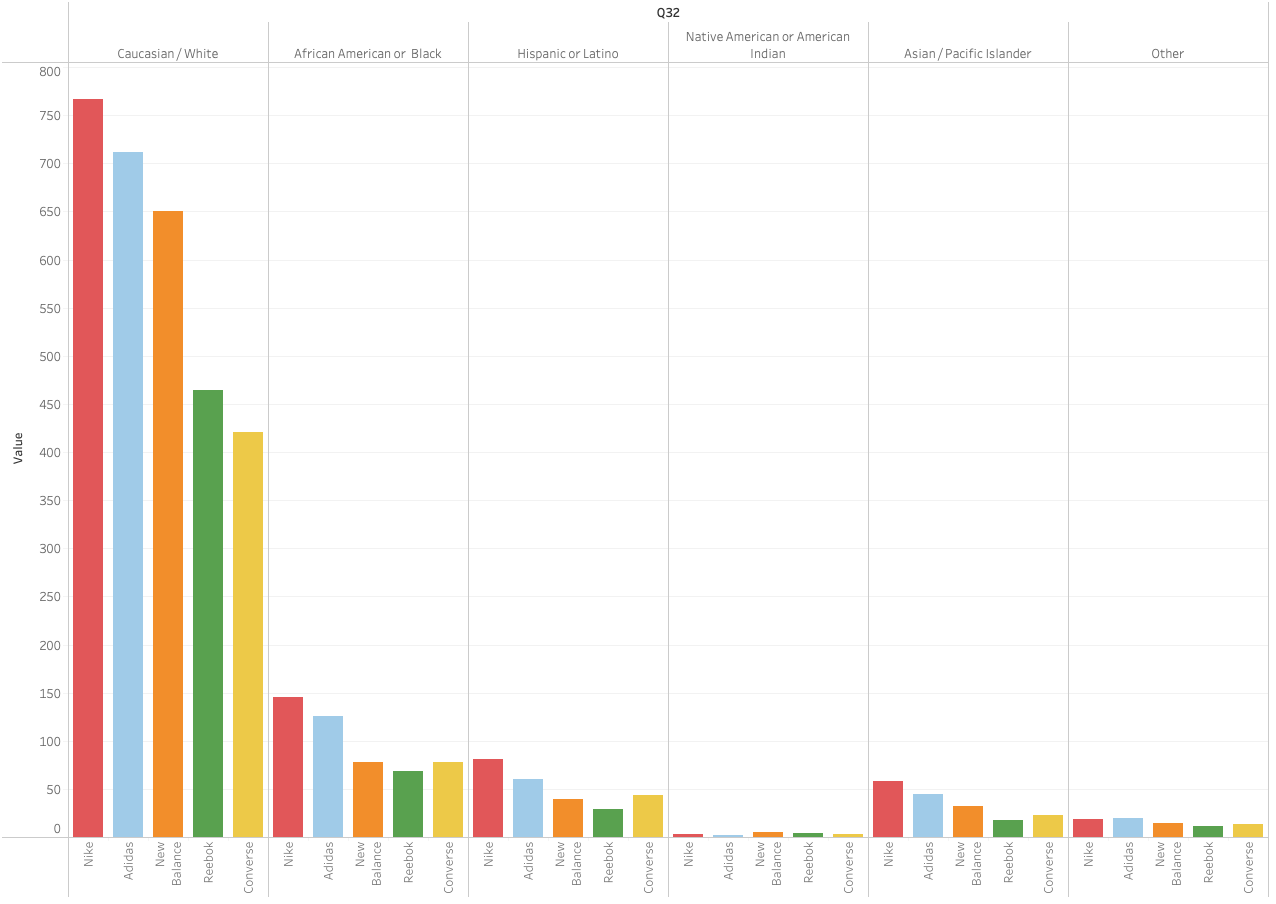 Q32
Caucasian / White
African American or  Black
Hispanic or Latino
Native American or American
Indian
Asian / Pacific Islander
Other
800
750
700
650
600
550
500
450
400
350
300
250
200
150
100
50
0
Value
Nike
Adidas
New
Balance
Reebok
Converse
Nike
Adidas
New
Balance
Reebok
Converse
Nike
Adidas
New
Balance
Reebok
Converse
Nike
Adidas
New
Balance
Reebok
Converse
Nike
Adidas
New
Balance
Reebok
Converse
Nike
Adidas
New
Balance
Reebok
Converse